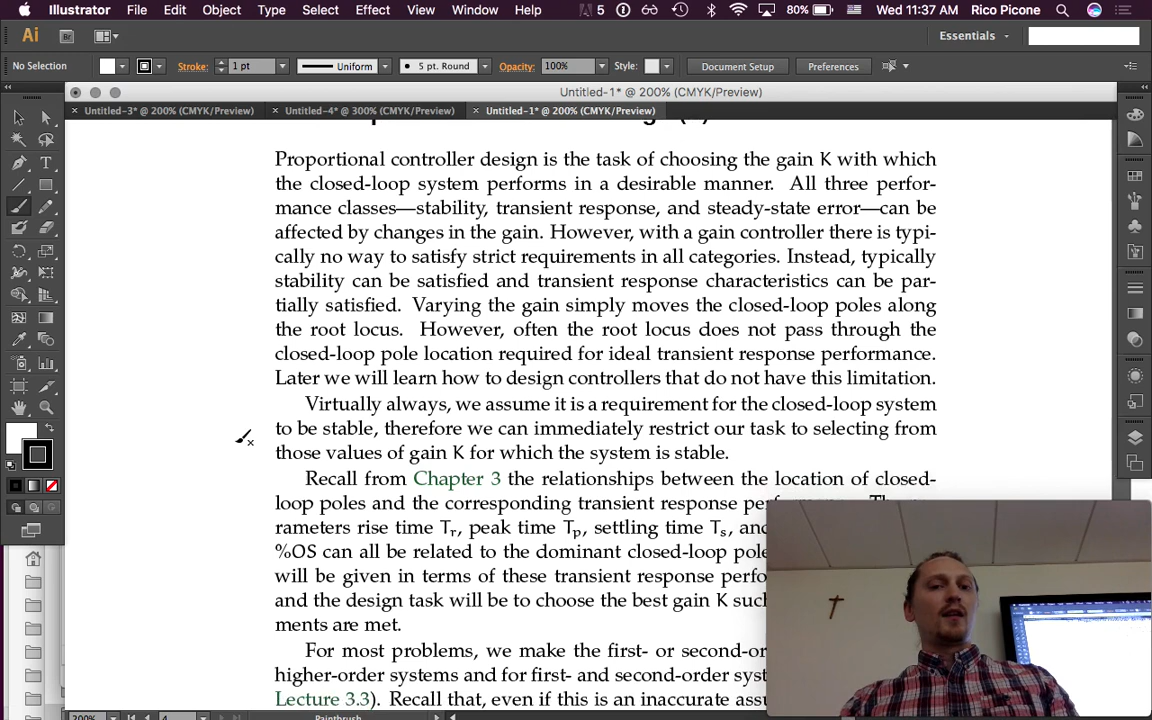 Illustrator File Edit Object Type Select Effect View Window Help 5 80% Wed 11:37 AM Rico Picone
Ai Br Essentials
No Selection Stroke: 1 pt Uniform 5 pt. Round Opacity: 100% Style: Document Setup Preferences
Untitled-1* @ 200% (CMYK/Preview)
Untitled-3* @ 200% (CMYK/Preview) Untitled-4* @ 300% (CMYK/Preview) Untitled-1* @ 200% (CMYK/Preview)
Proportional controller design is the task of choosing the gain K with which
the closed-loop system performs in a desirable manner. All three perfor-
mance classes—stability, transient response, and steady-state error—can be
affected by changes in the gain. However, with a gain controller there is typi-
cally no way to satisfy strict requirements in all categories. Instead, typically
stability can be satisfied and transient response characteristics can be par-
tially satisfied. Varying the gain simply moves the closed-loop poles along
the root locus. However, often the root locus does not pass through the
closed-loop pole location required for ideal transient response performance.
Later we will learn how to design controllers that do not have this limitation.
Virtually always, we assume it is a requirement for the closed-loop system
to be stable, therefore we can immediately restrict our task to selecting from
those values of gain K for which the system is stable.
Recall from Chapter 3 the relationships between the location of closed-
loop poles and the corresponding transient response
rameters rise time Tr, peak time Tp, settling time Ts, and
%OS can all be related to the dominant closed-loop pole
will be given in terms of these transient response perfo
and the design task will be to choose the best gain K suc
ments are met.
For most problems, we make the first- or second-or
higher-order systems and for first- and second-order syst
Lecture 3.3). Recall that, even if this is an inaccurate assu
200% 4 Paintbrush